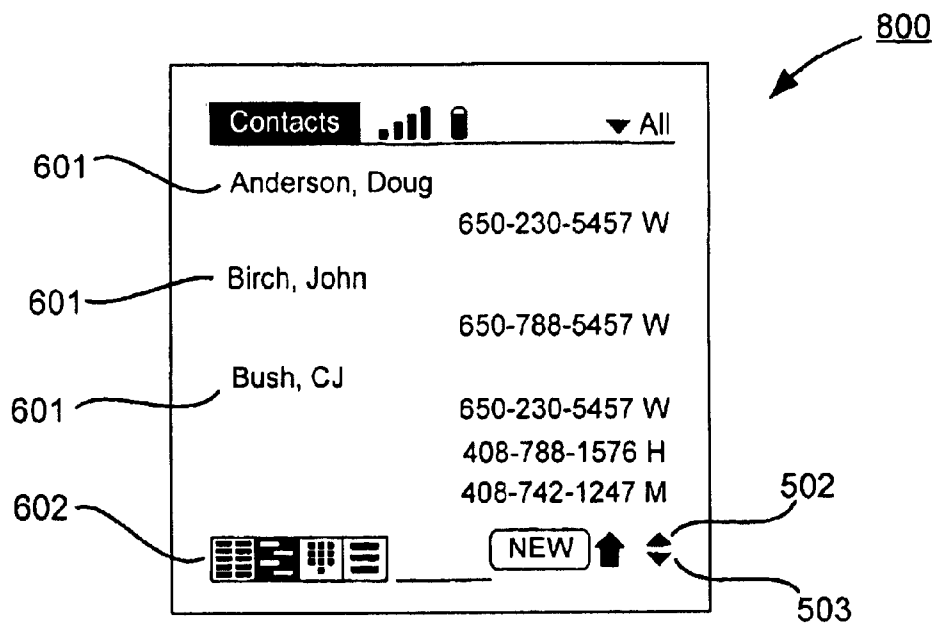 800
Contacts
All
601
Anderson, Doug
650-230-5457 W
601
Birch, John
650-788-5457 W
601
Bush, CJ
650-230-5457 W
408-788-1576 H
408-742-1247 M
602
502
NEW
503